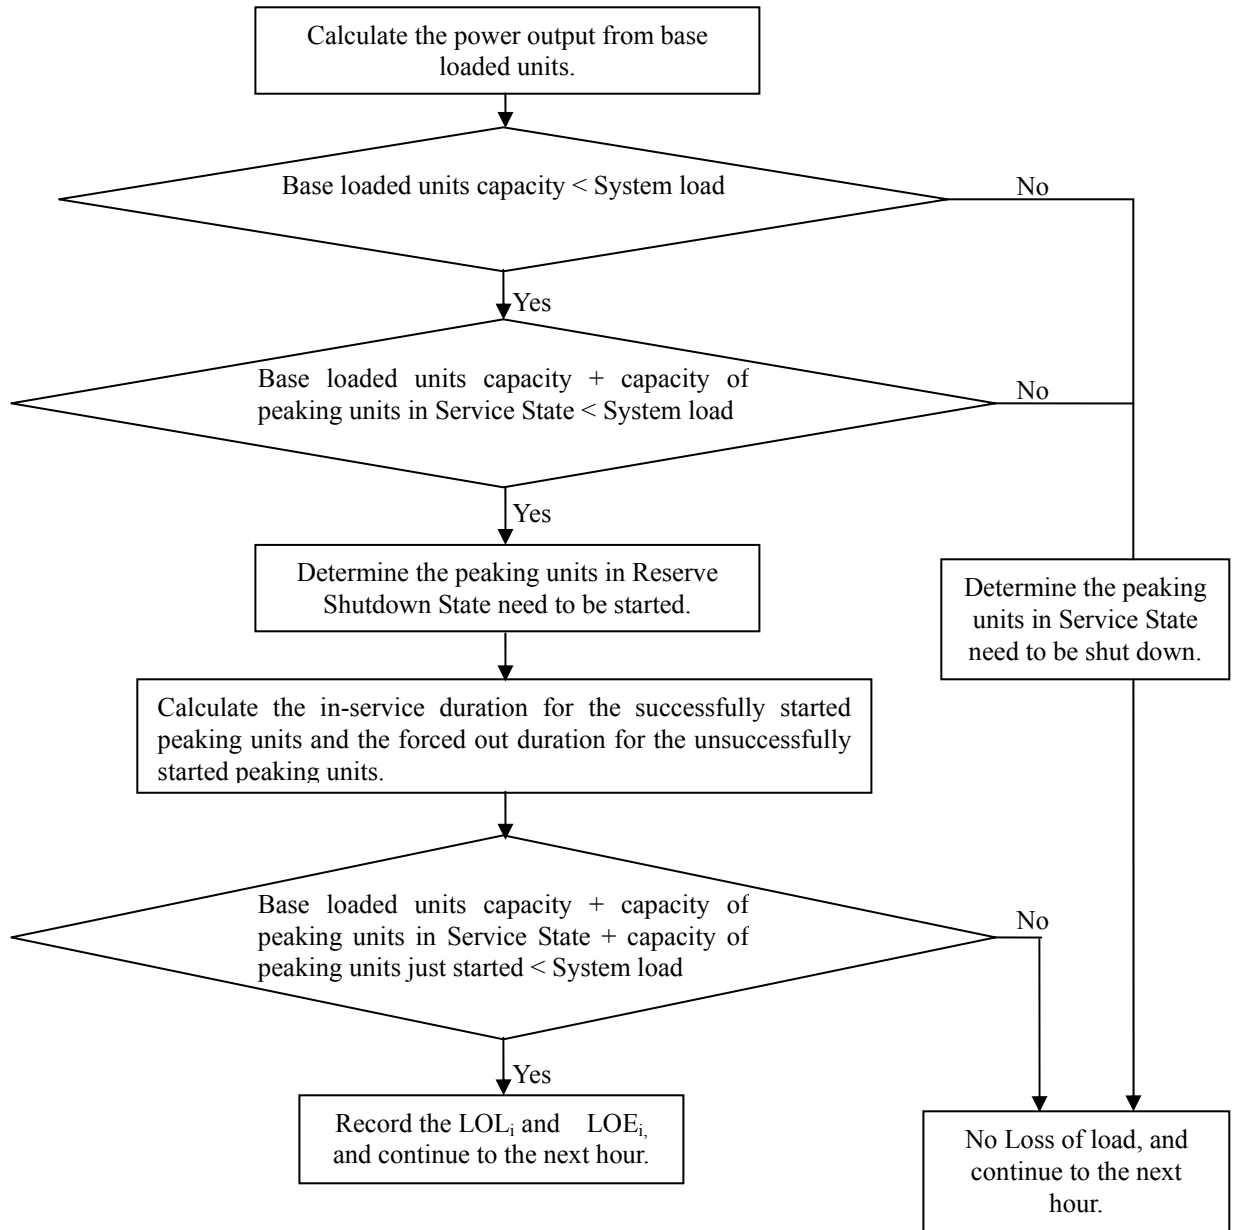 Calculate the power output from base
loaded units.
Base loaded units capacity < System load
No
Yes
Base loaded units capacity + capacity of
peaking units in Service State < System load
No
Yes
Determine the peaking units in Reserve
Shutdown State need to be started.
Determine the peaking
units in Service State
need to be shut down.
Calculate the in-service duration for the successfully started
peaking units and the forced out duration for the unsuccessfully
started peaking units.
Base loaded units capacity + capacity of
peaking units in Service State + capacity of
peaking units just started < System load
No
Yes
Record the LOLi and LOEi,
and continue to the next hour.
No Loss of load, and
continue to the next
hour.